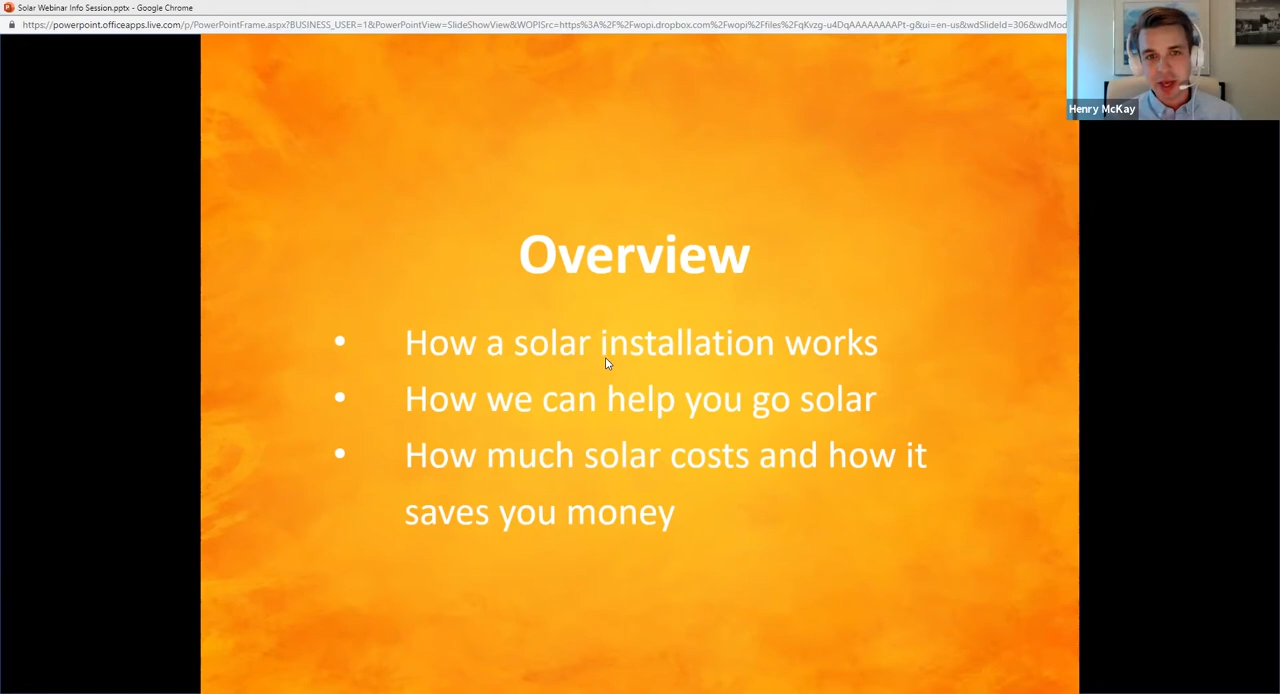 Solar Webinar Info Session.pptx - Google Chrome
https://powerpoint.officeapps.live.com/p/PowerPointFrame.aspx?BUSINESS_USER=1&PowerPointView=SlideShowView&WOPISrc=https%3A%2F%2Fwopi.dropbox.com%2Fwopi%2Ffiles%2FqKvzg-u4DqAAAAAAAAPt-g&ui=en-us&wdSlideId=306&wdMod
Henry McKay
Overview
• How a solar installation works
• How we can help you go solar
• How much solar costs and how it
saves you money